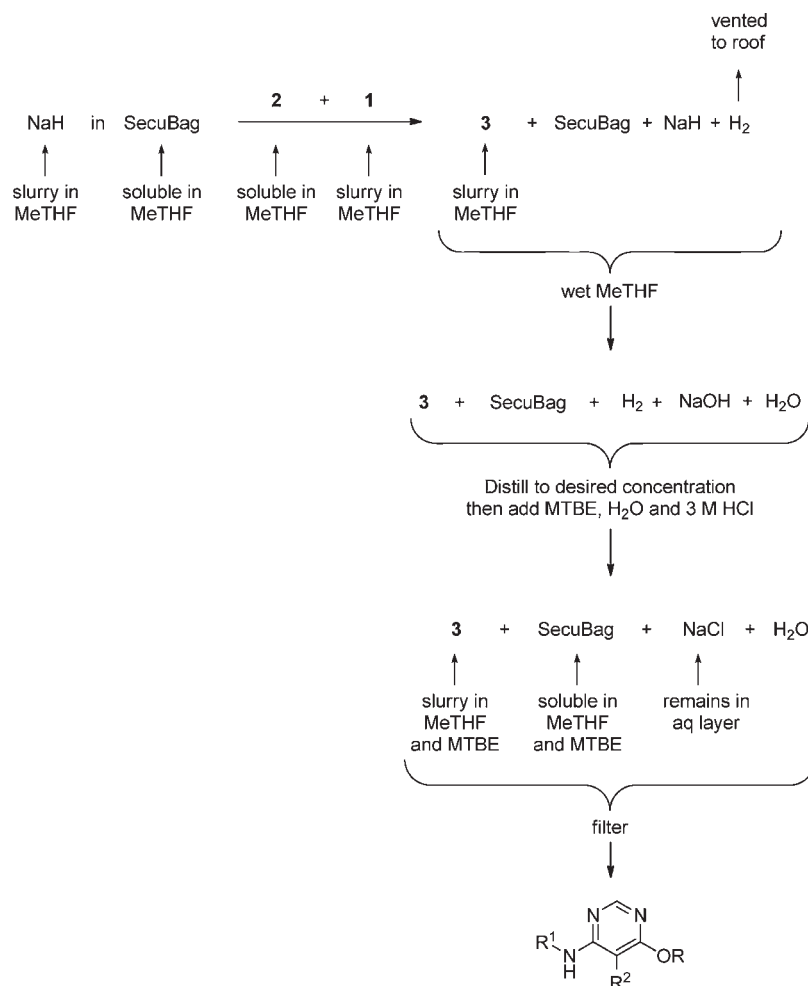 vented
to roof
2 + 1
NaH in SecuBag 3 + SecuBag + NaH + H₂
slurry in soluble in soluble in slurry in slurry in
MeTHF MeTHF MeTHF MeTHF MeTHF
wet MeTHF
3 + SecuBag + H₂ + NaOH + H₂O
Distill to desired concentration
then add MTBE, H₂O and 3 M HCl
3 + SecuBag + NaCl + H₂O
slurry in soluble in remains in
MeTHF MeTHF aq layer
and MTBE and MTBE
filter
N N
R¹ N OR
H R²